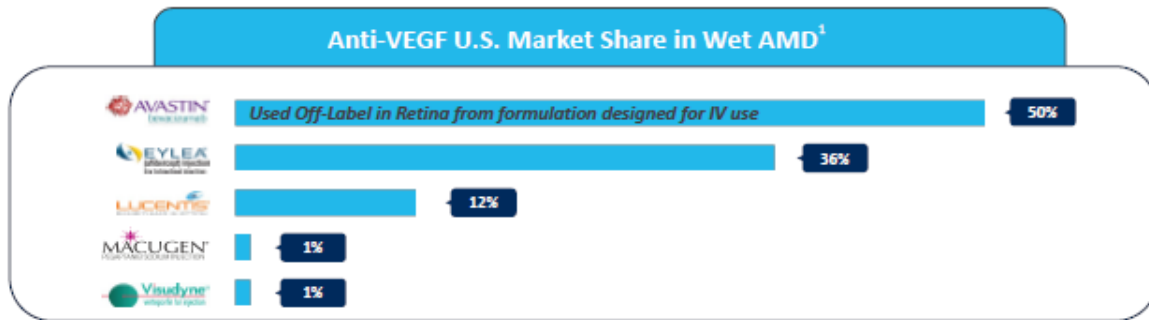 Anti-VEGF U.S. Market Share in Wet AMD¹
AVASTIN®
bevacizumab
Used Off-Label in Retina from formulation designed for IV use
50%
EYLEA®
36%
LUCENTIS®
12%
MACUGEN®
1%
Visudyne®
1%